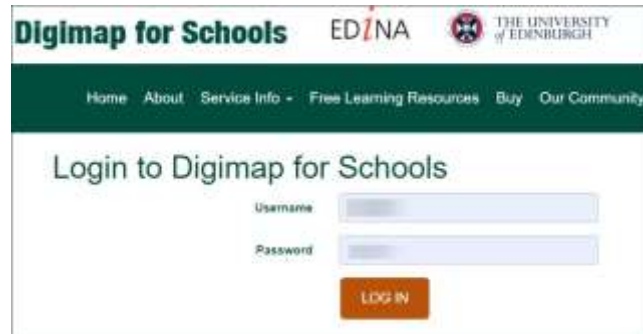 Digimap for Schools EDINA THE UNIVERSITY
of EDINBURGH
Home About Service Info Free Learning Resources Buy Our Community
Login to Digimap for Schools
Username
Password
LOG IN